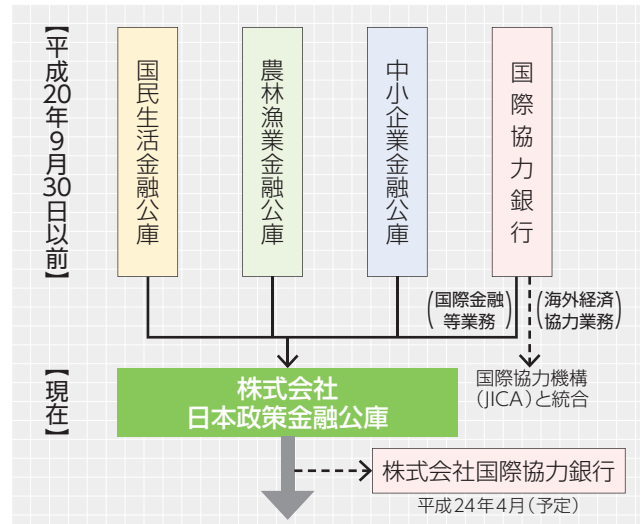 【平成20年9月30日以前】
国民生活金融公庫
農林漁業金融公庫
中小企業金融公庫
国際協力銀行
(国際金融
等業務)
(海外経済
協力業務)
国際協力機構
(JICA)と統合
【現在】
株式会社
日本政策金融公庫
株式会社国際協力銀行
平成24年4月(予定)